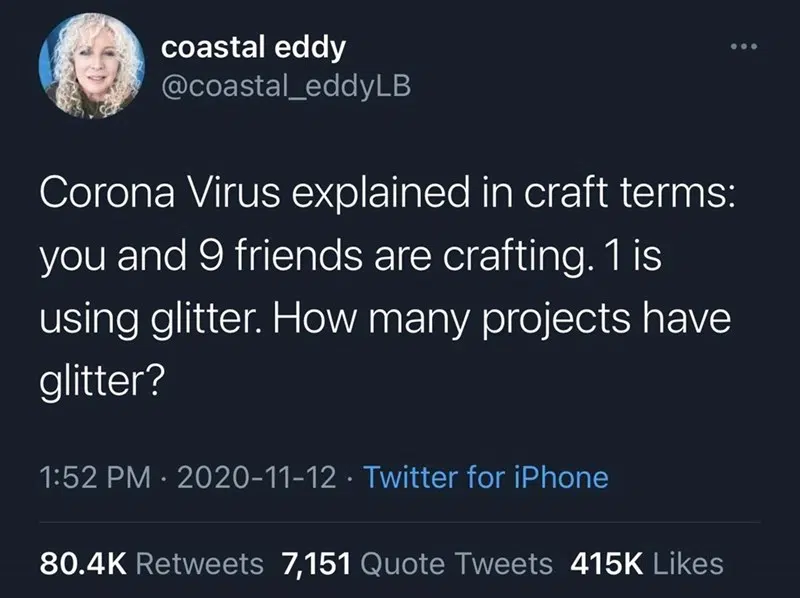 coastal eddy
@coastal_eddyLB
Corona Virus explained in craft terms:
you and 9 friends are crafting. 1 is
using glitter. How many projects have
glitter?
1:52 PM · 2020-11-12 · Twitter for iPhone
80.4K Retweets 7,151 Quote Tweets 415K Likes